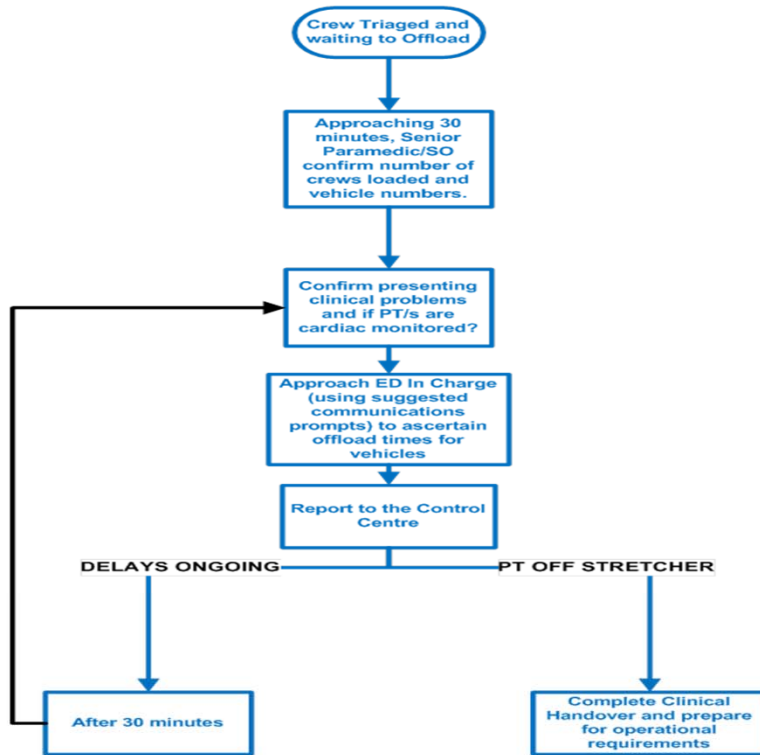 Crew Triaged and
waiting to Offload
Approaching 30
minutes, Senior
Paramedic/SO
confirm number of
crews loaded and
vehicle numbers.
Confirm presenting
clinical problems
and if PT/s are
cardiac monitored?
Approach ED In Charge
(using suggested
communications
prompts) to ascertain
offload times for
vehicles
Report to the Control
Centre
DELAYS ONGOING
PT OFF STRETCHER
After 30 minutes
Complete Clinical
Handover and prepare
for operational
requirements